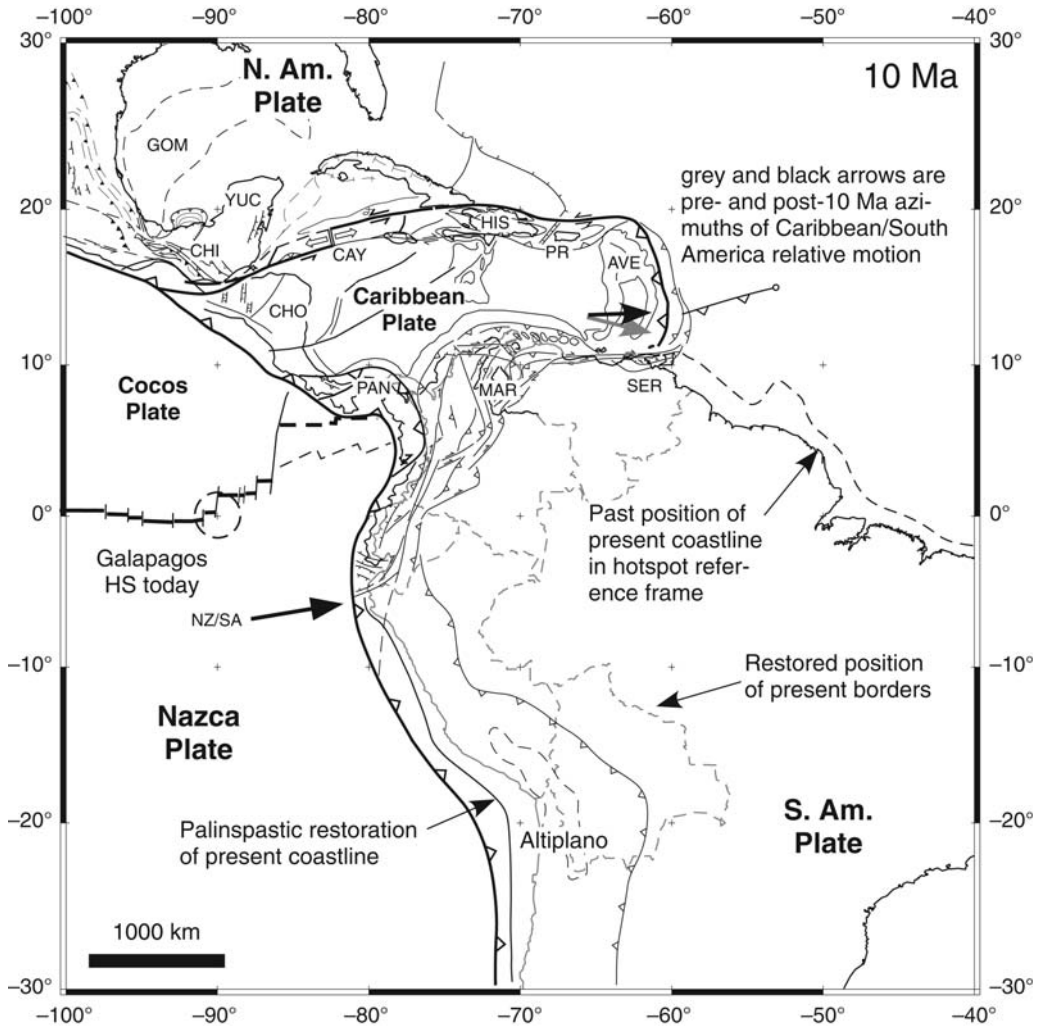 –100° –90° –80° –70° –60° –50° –40°
30° 30°
N. Am.
Plate
10 Ma
GOM
YUC
grey and black arrows are
pre- and post-10 Ma azi-
muths of Caribbean/South
America relative motion
20° 20°
HIS
CHI
CAY
PR
AVE
CHO
Caribbean
Plate
10° 10°
PAN
MAR
SER
Cocos
Plate
0° 0°
Galapagos
HS today
Past position of
present coastline
in hotspot refer-
ence frame
NZ/SA
–10° –10°
Restored position
of present borders
Nazca
Plate
–20° –20°
Palinspastic restoration
of present coastline
Altiplano
S. Am.
Plate
1000 km
–30° –30°
–100° –90° –80° –70° –60° –50° –40°